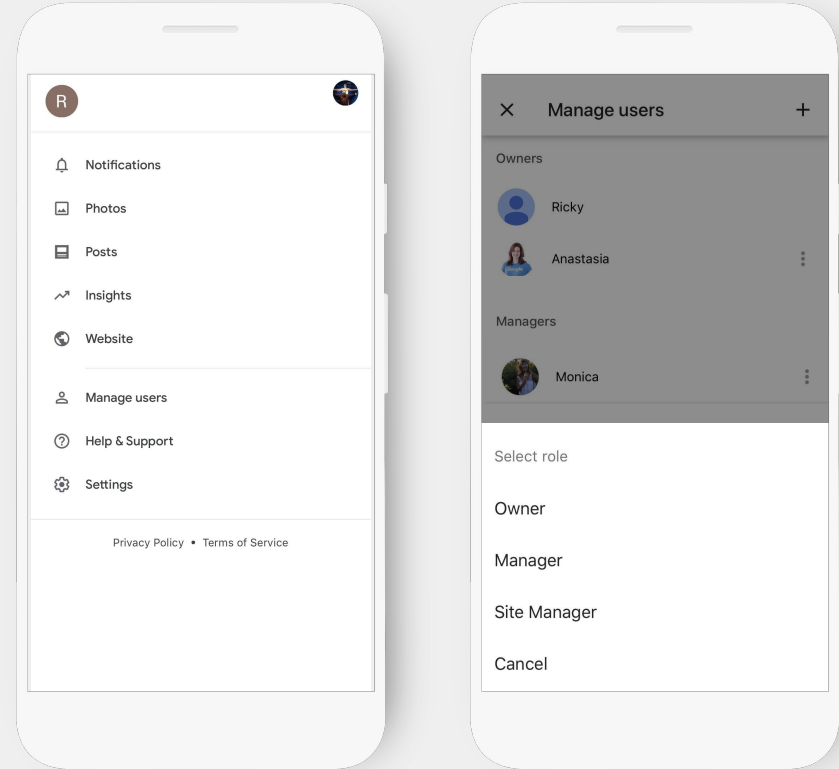 R
Notifications
Photos
Posts
Insights
Website
Manage users
Help & Support
Settings
Privacy Policy • Terms of Service
Manage users
Owners
Ricky
Anastasia
Managers
Monica
Select role
Owner
Manager
Site Manager
Cancel